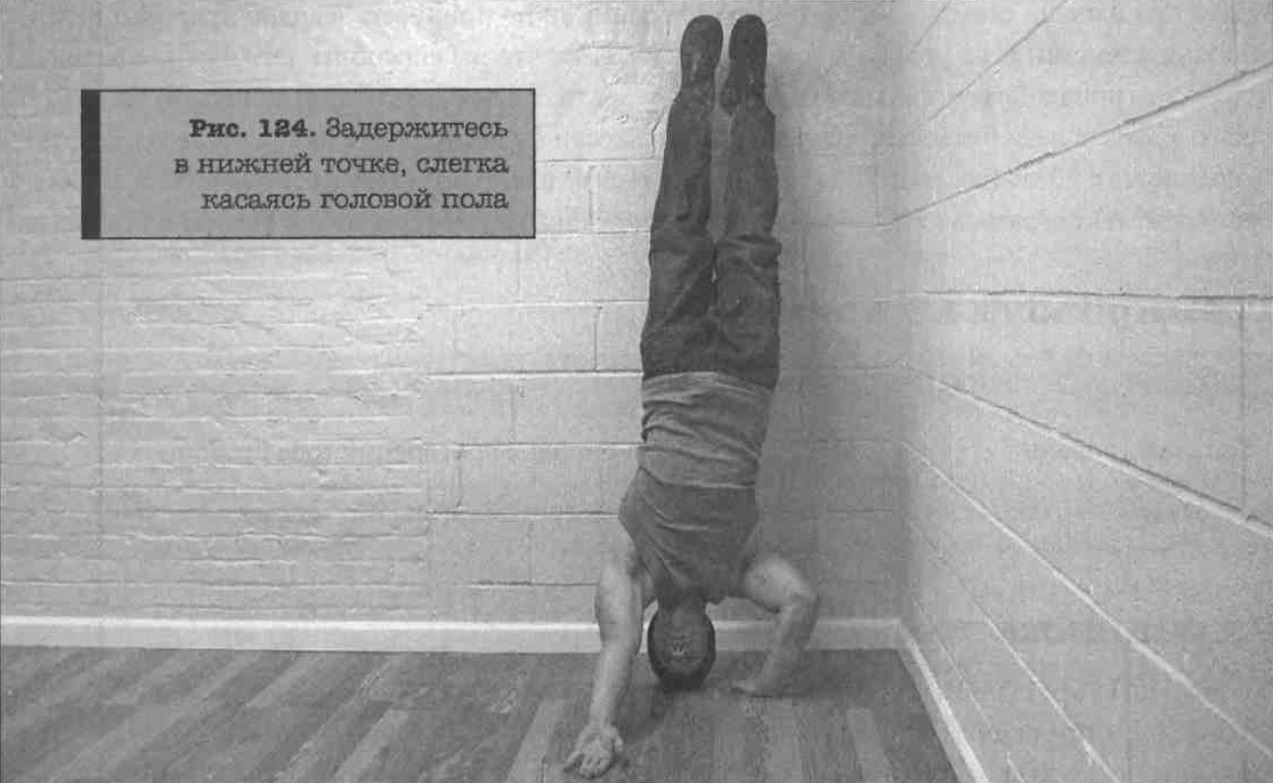 Рис. 124. Задержитесь
в нижней точке, слегка
касаясь головой пола